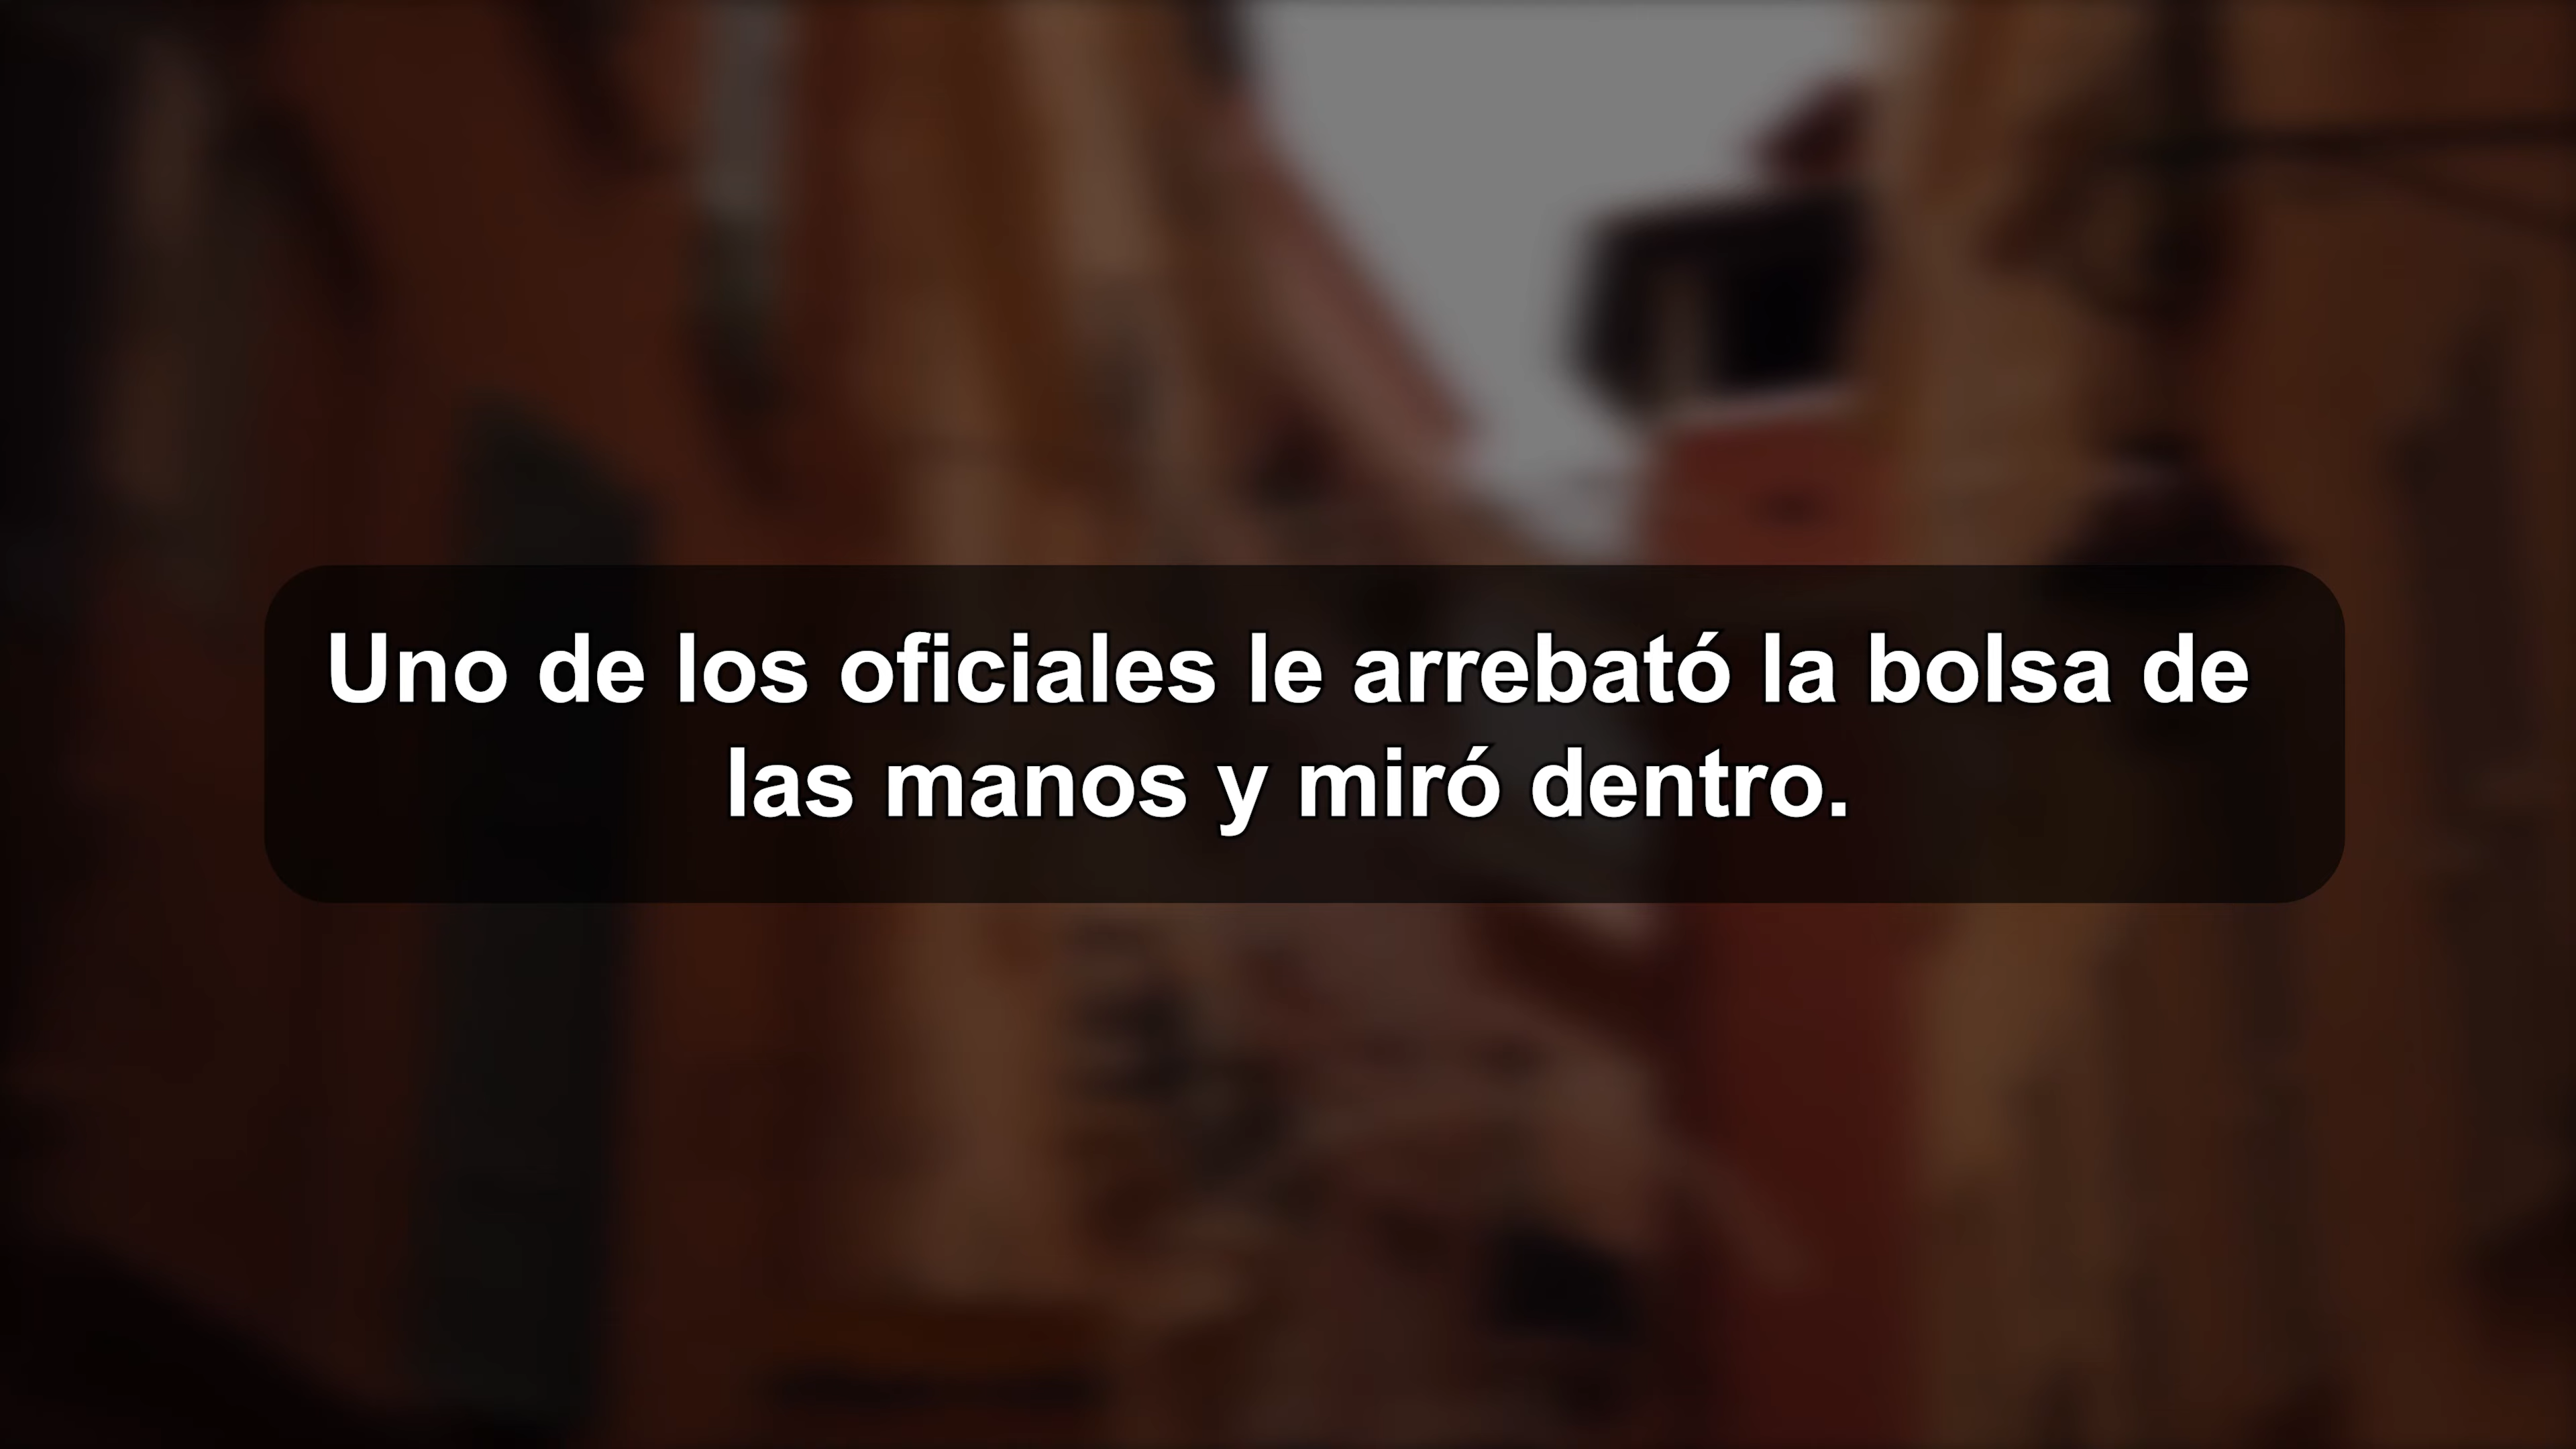 Uno de los oficiales le arrebató la bolsa de
las manos y miró dentro.